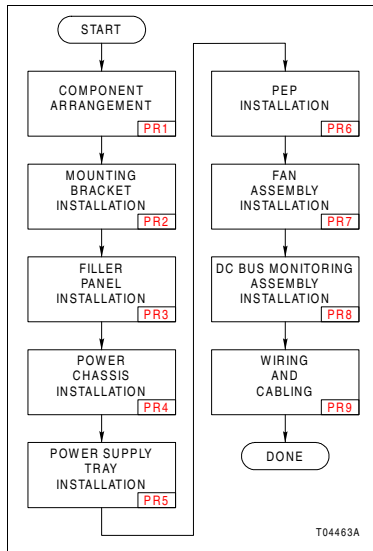 START
COMPONENT
ARRANGEMENT
PR1
MOUNTING
BRACKET
INSTALLATION
PR2
FILLER
PANEL
INSTALLATION
PR3
POWER
CHASSIS
INSTALLATION
PR4
POWER SUPPLY
TRAY
INSTALLATION
PR5
PEP
INSTALLATION
PR6
FAN
ASSEMBLY
INSTALLATION
PR7
DC BUS MONITORING
ASSEMBLY
INSTALLATION
PR8
WIRING
AND
CABLING
PR9
DONE
T04463A